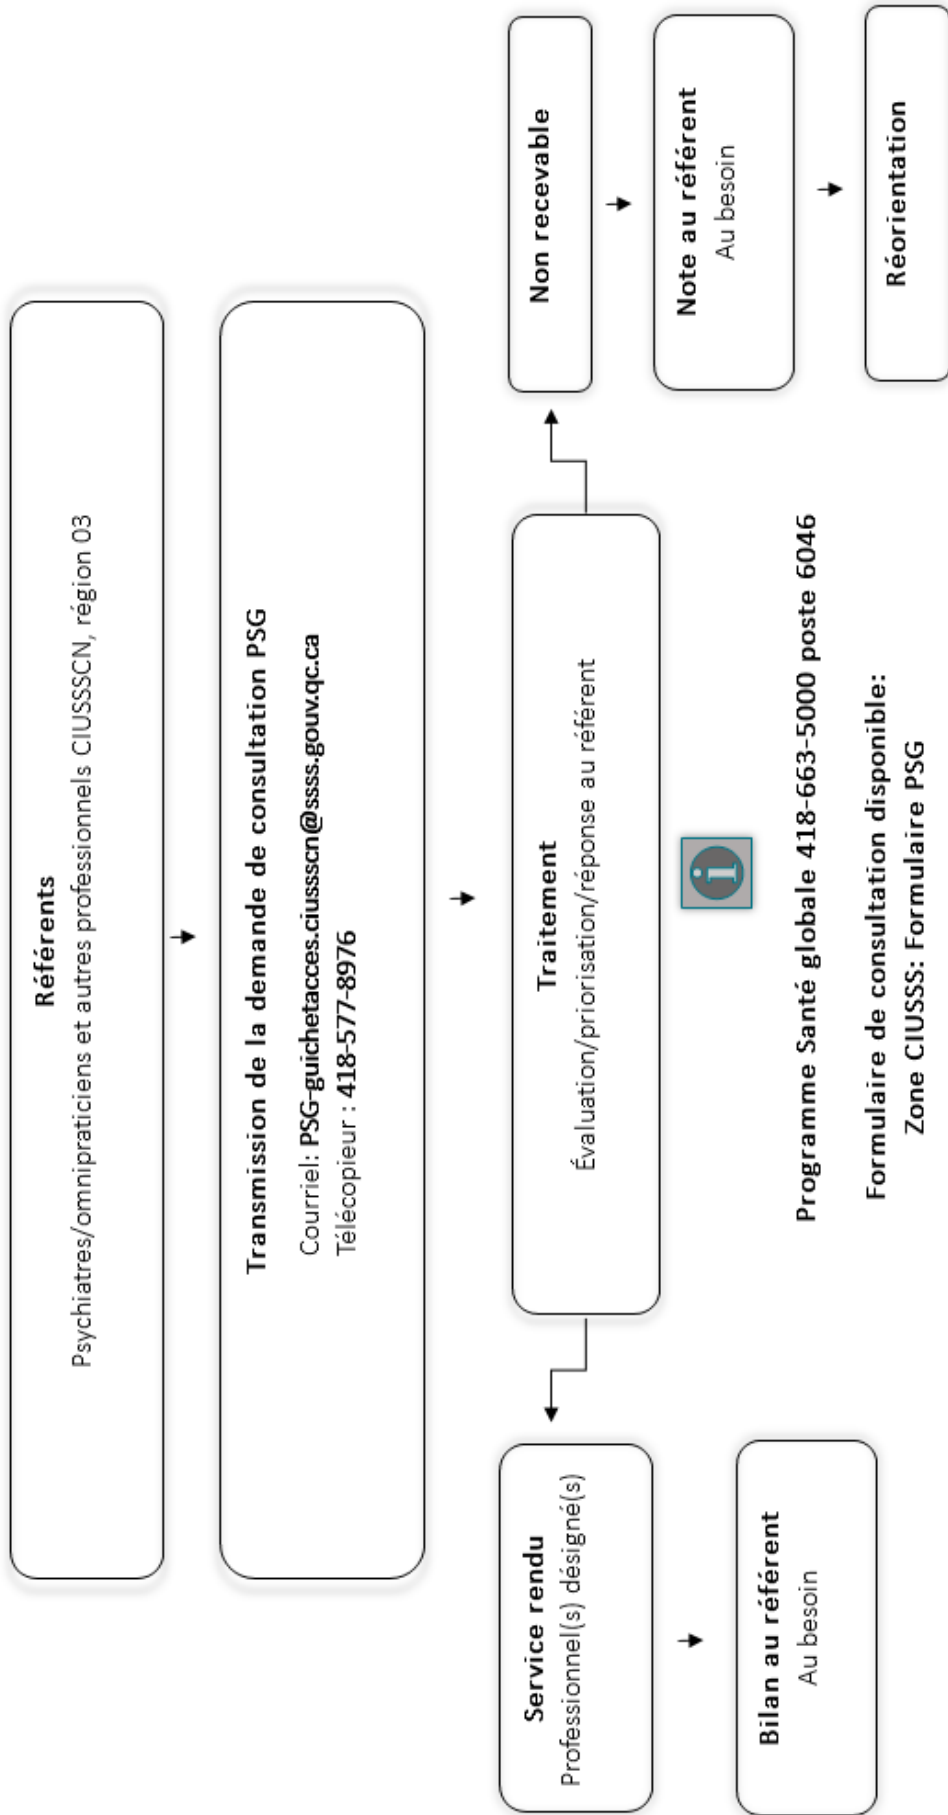 Référents
Psychiatres/omnipraticiens et autres professionnels CIUSSSCN, région 03
Transmission de la demande de consultation PSG
Courriel: PSG-guichetacces.ciussscn@ssss.gouv.qc.ca
Télécopieur : 418-577-8976
Service rendu
Professionnel(s) désigné(s)
Bilan au référent
Au besoin
Traitement
Évaluation/priorisation/réponse au référent
Non recevable
Note au référent
Au besoin
Réorientation
i
Programme Santé globale 418-663-5000 poste 6046
Formulaire de consultation disponible:
Zone CIUSSS: Formulaire PSG